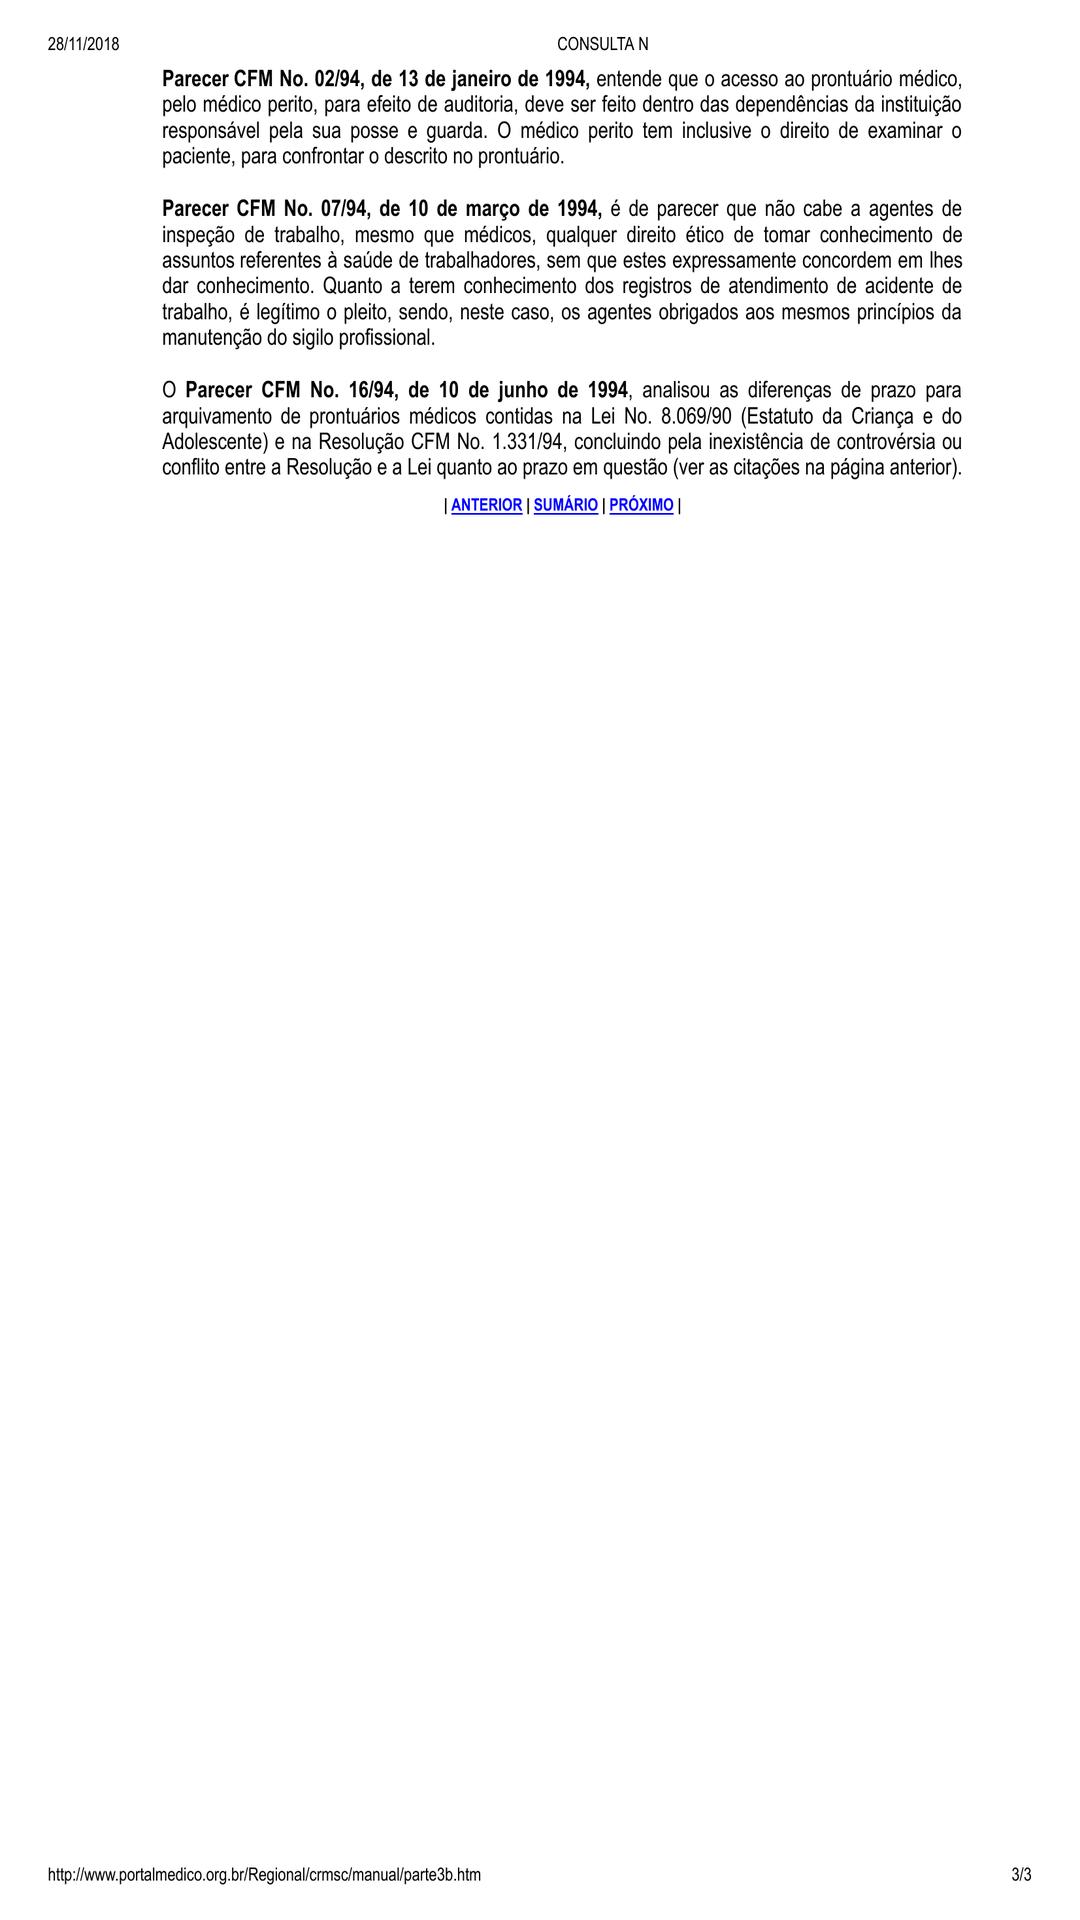 28/11/2018 CONSULTA N
Parecer CFM No. 02/94, de 13 de janeiro de 1994, entende que o acesso ao prontuário médico,
pelo médico perito, para efeito de auditoria, deve ser feito dentro das dependências da instituição
responsável pela sua posse e guarda. O médico perito tem inclusive o direito de examinar o
paciente, para confrontar o descrito no prontuário.
Parecer CFM No. 07/94, de 10 de março de 1994, é de parecer que não cabe a agentes de
inspeção de trabalho, mesmo que médicos, qualquer direito ético de tomar conhecimento de
assuntos referentes à saúde de trabalhadores, sem que estes expressamente concordem em lhes
dar conhecimento. Quanto a terem conhecimento dos registros de atendimento de acidente de
trabalho, é legítimo o pleito, sendo, neste caso, os agentes obrigados aos mesmos princípios da
manutenção do sigilo profissional.
O Parecer CFM No. 16/94, de 10 de junho de 1994, analisou as diferenças de prazo para
arquivamento de prontuários médicos contidas na Lei No. 8.069/90 (Estatuto da Criança e do
Adolescente) e na Resolução CFM No. 1.331/94, concluindo pela inexistência de controvérsia ou
conflito entre a Resolução e a Lei quanto ao prazo em questão (ver as citações na página anterior).
| ANTERIOR | SUMÁRIO | PRÓXIMO |
http://www.portalmedico.org.br/Regional/crmsc/manual/parte3b.htm 3/3